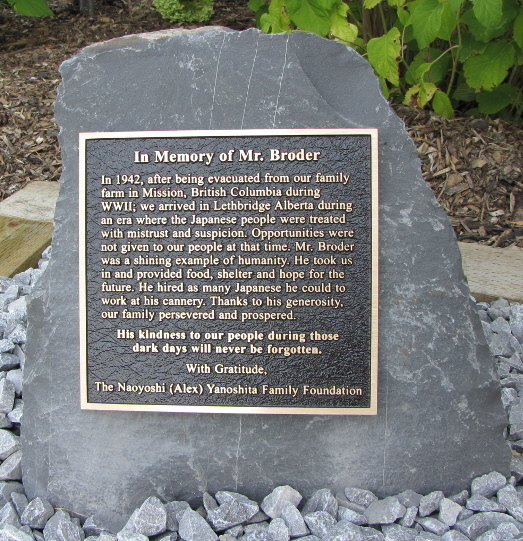 In Memory of Mr. Broder
In 1942, after being evacuated from our family
farm in Mission, British Columbia during
WWII; we arrived in Lethbridge Alberta during
an era where the Japanese people were treated
with mistrust and suspicion. Opportunities were
not given to our people at that time. Mr. Broder
was a shining example of humanity. He took us
in and provided food, shelter and hope for the
future. He hired as many Japanese he could to
work at his cannery. Thanks to his generosity,
our family persevered and prospered.
His kindness to our people during those
dark days will never be forgotten.
With Gratitude,
The Naoyoshi (Alex) Yanoshita Family Foundation